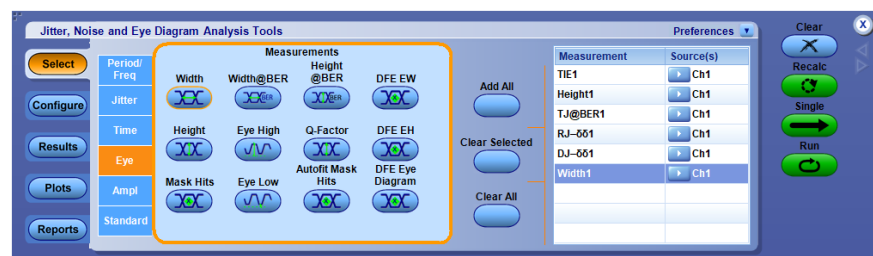 Jitter, Noise and Eye Diagram Analysis Tools
Preferences
Clear
X
Select
Configure
Results
Plots
Reports
Period/
Freq
Jitter
Time
Eye
Ampl
Standard
Measurements
Width
Width@BER
Height
@BER
DFE EW
BER
BER
Height
Eye High
Q-Factor
DFE EH
Mask Hits
Eye Low
Autofit Mask
Hits
DFE Eye
Diagram
Add All
Clear Selected
Clear All
Measurement Source(s)
TIE1 Ch1
Height1 Ch1
TJ@BER1 Ch1
RJ–δδ1 Ch1
DJ–δδ1 Ch1
Width1 Ch1
Recalc
Single
Run